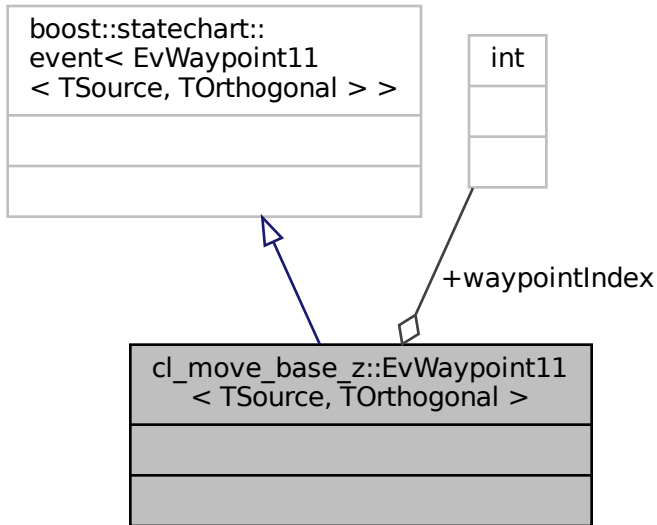 boost::statechart::
event< EvWaypoint11
< TSource, TOrthogonal > >
int
+waypointIndex
cl_move_base_z::EvWaypoint11
< TSource, TOrthogonal >